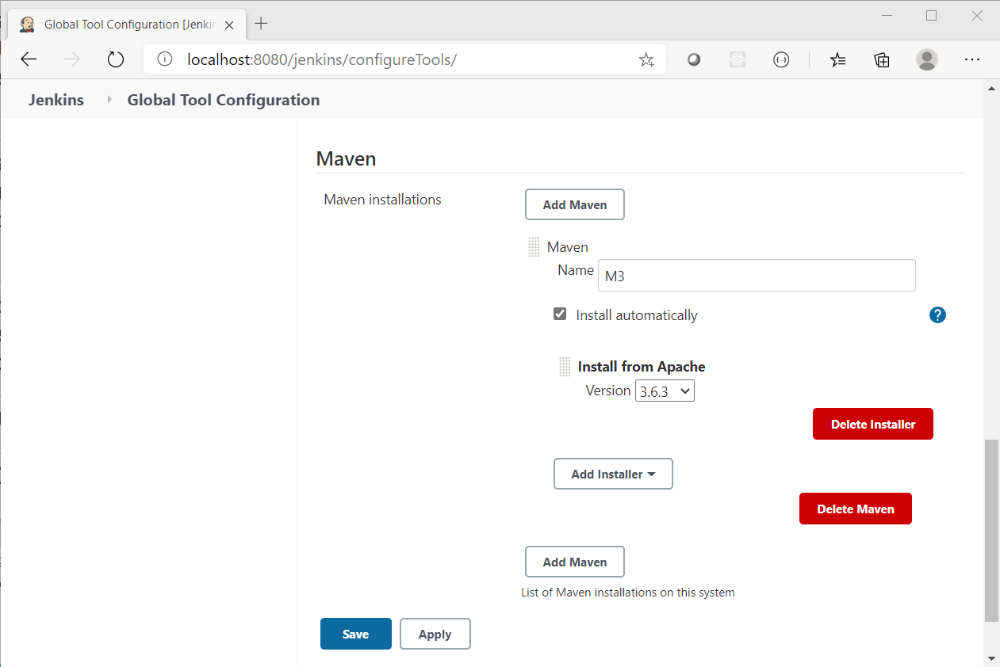 Global Tool Configuration [Jenkin
localhost:8080/jenkins/configureTools/
Jenkins Global Tool Configuration
Maven
Maven installations
Add Maven
Maven
Name M3
Install automatically ?
Install from Apache
Version 3.6.3
Delete Installer
Add Installer
Delete Maven
Add Maven
List of Maven installations on this system
Save Apply